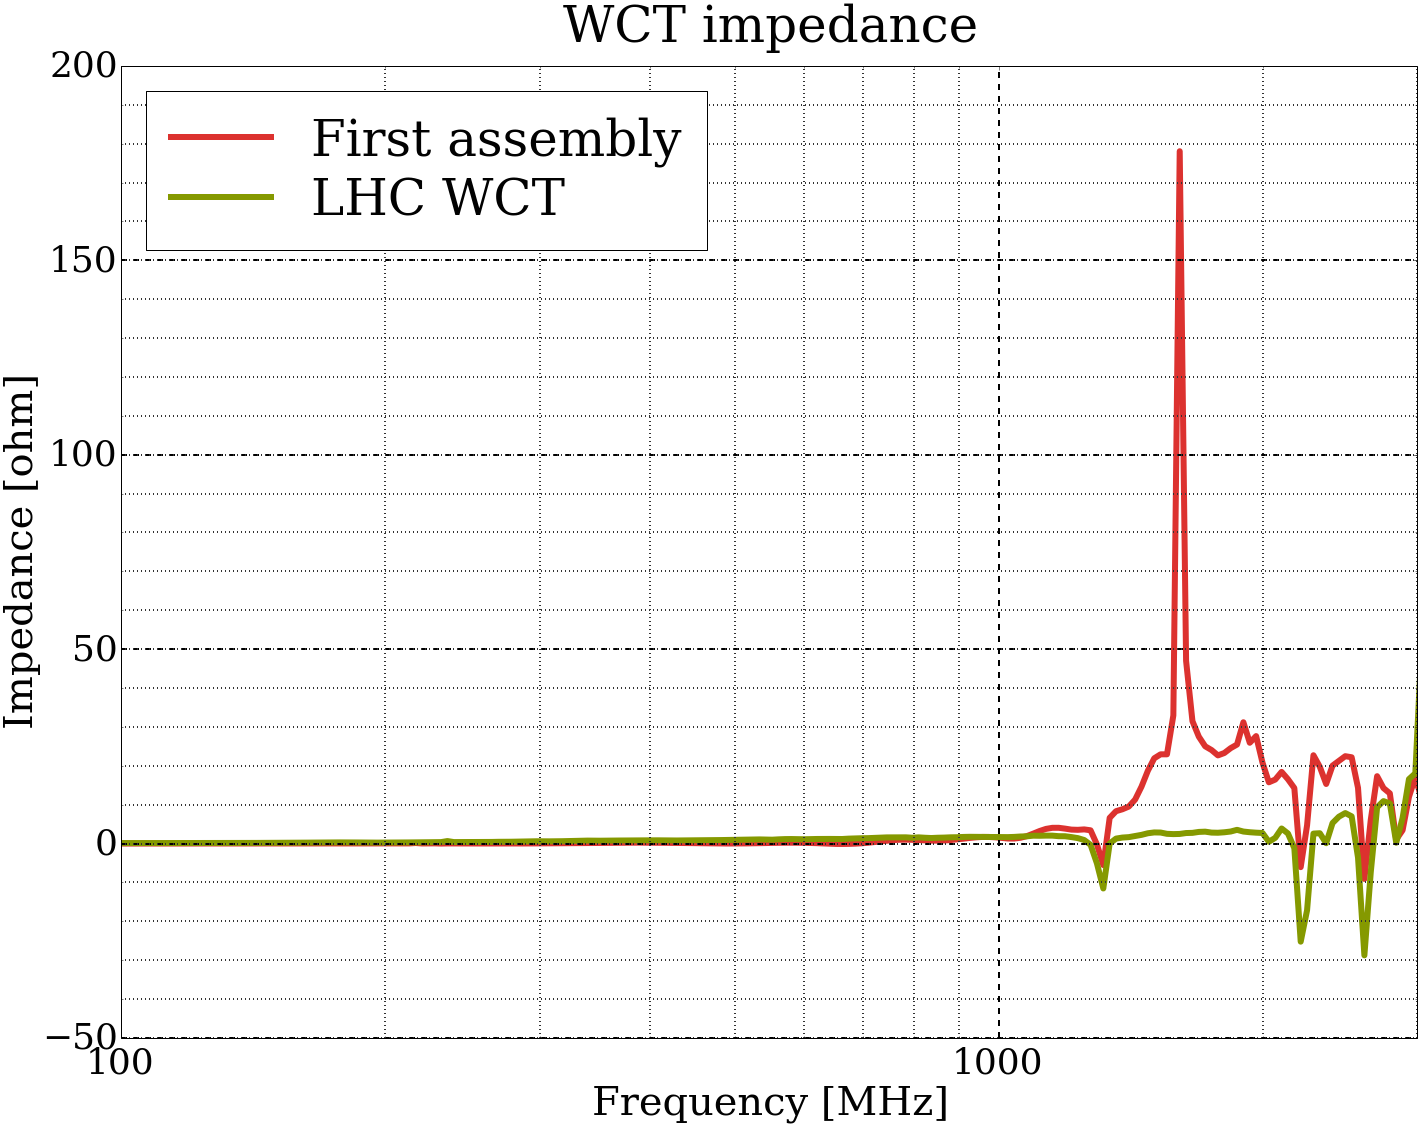 WCT impedance
200
First assembly
LHC WCT
150
100
50
0
−50
100
1000
Impedance [ohm]
Frequency [MHz]